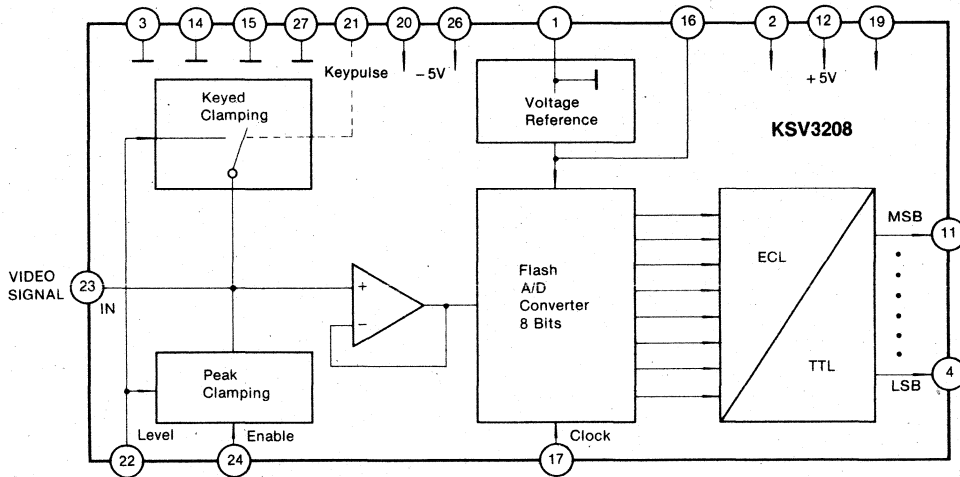 3 14 15 27 21 20 26 1 16 2 12 19
Keypulse
- 5V
+ 5V
Keyed
Clamping
Voltage
Reference
KSV3208
MSB
11
ECL
VIDEO
SIGNAL
23
IN
+
−
Flash
A/D
Converter
8 Bits
TTL
LSB
4
Peak
Clamping
Level
Enable
Clock
22 24 17